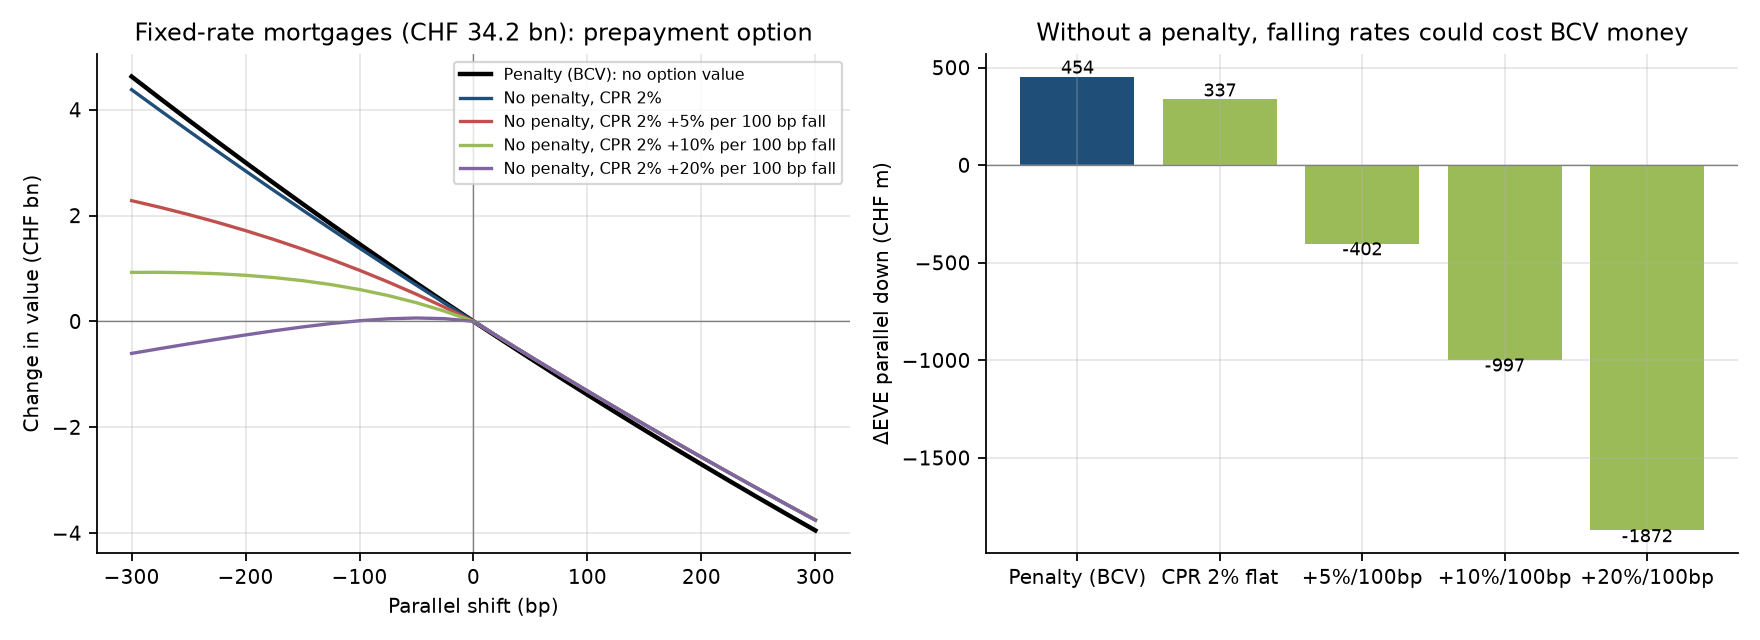 Fixed-rate mortgages (CHF 34.2 bn): prepayment option
Penalty (BCV): no option value
No penalty, CPR 2%
No penalty, CPR 2% +5% per 100 bp fall
No penalty, CPR 2% +10% per 100 bp fall
No penalty, CPR 2% +20% per 100 bp fall
Change in value (CHF bn)
4
2
0
−2
−4
−300
−200
−100
0
100
200
300
Parallel shift (bp)
Without a penalty, falling rates could cost BCV money
ΔEVE parallel down (CHF m)
500
0
−500
−1000
−1500
454
337
-402
-997
-1872
Penalty (BCV)
CPR 2% flat
+5%/100bp
+10%/100bp
+20%/100bp